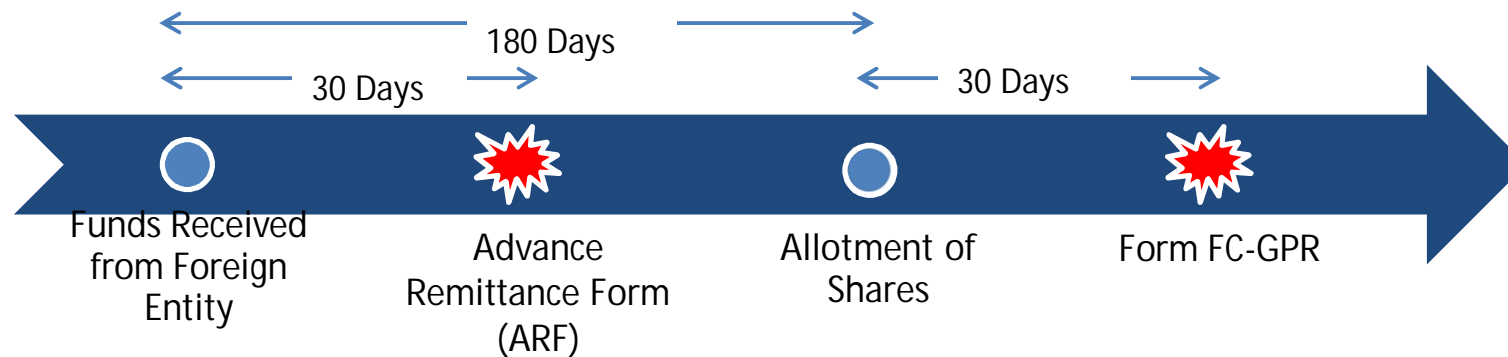 180 Days
30 Days
30 Days
Funds Received
from Foreign
Entity
Advance
Remittance Form
(ARF)
Allotment of
Shares
Form FC-GPR